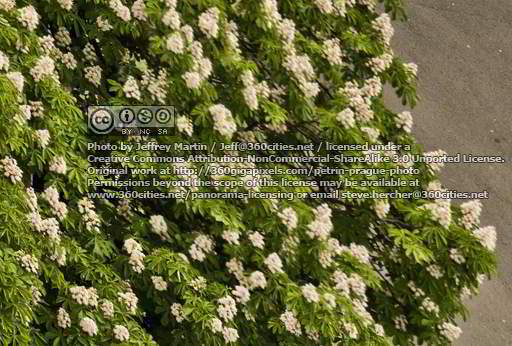 cc
BY NC SA
Photo by Jeffrey Martin / Jeff@360cities.net / licensed under a
Creative Commons Attribution-NonCommercial-ShareAlike 3.0 Unported License.
Original work at http://360gigapixels.com/petrin-prague-photo
Permissions beyond the scope of this license may be available at
www.360cities.net/panorama-licensing or email steve.hercher@360cities.net